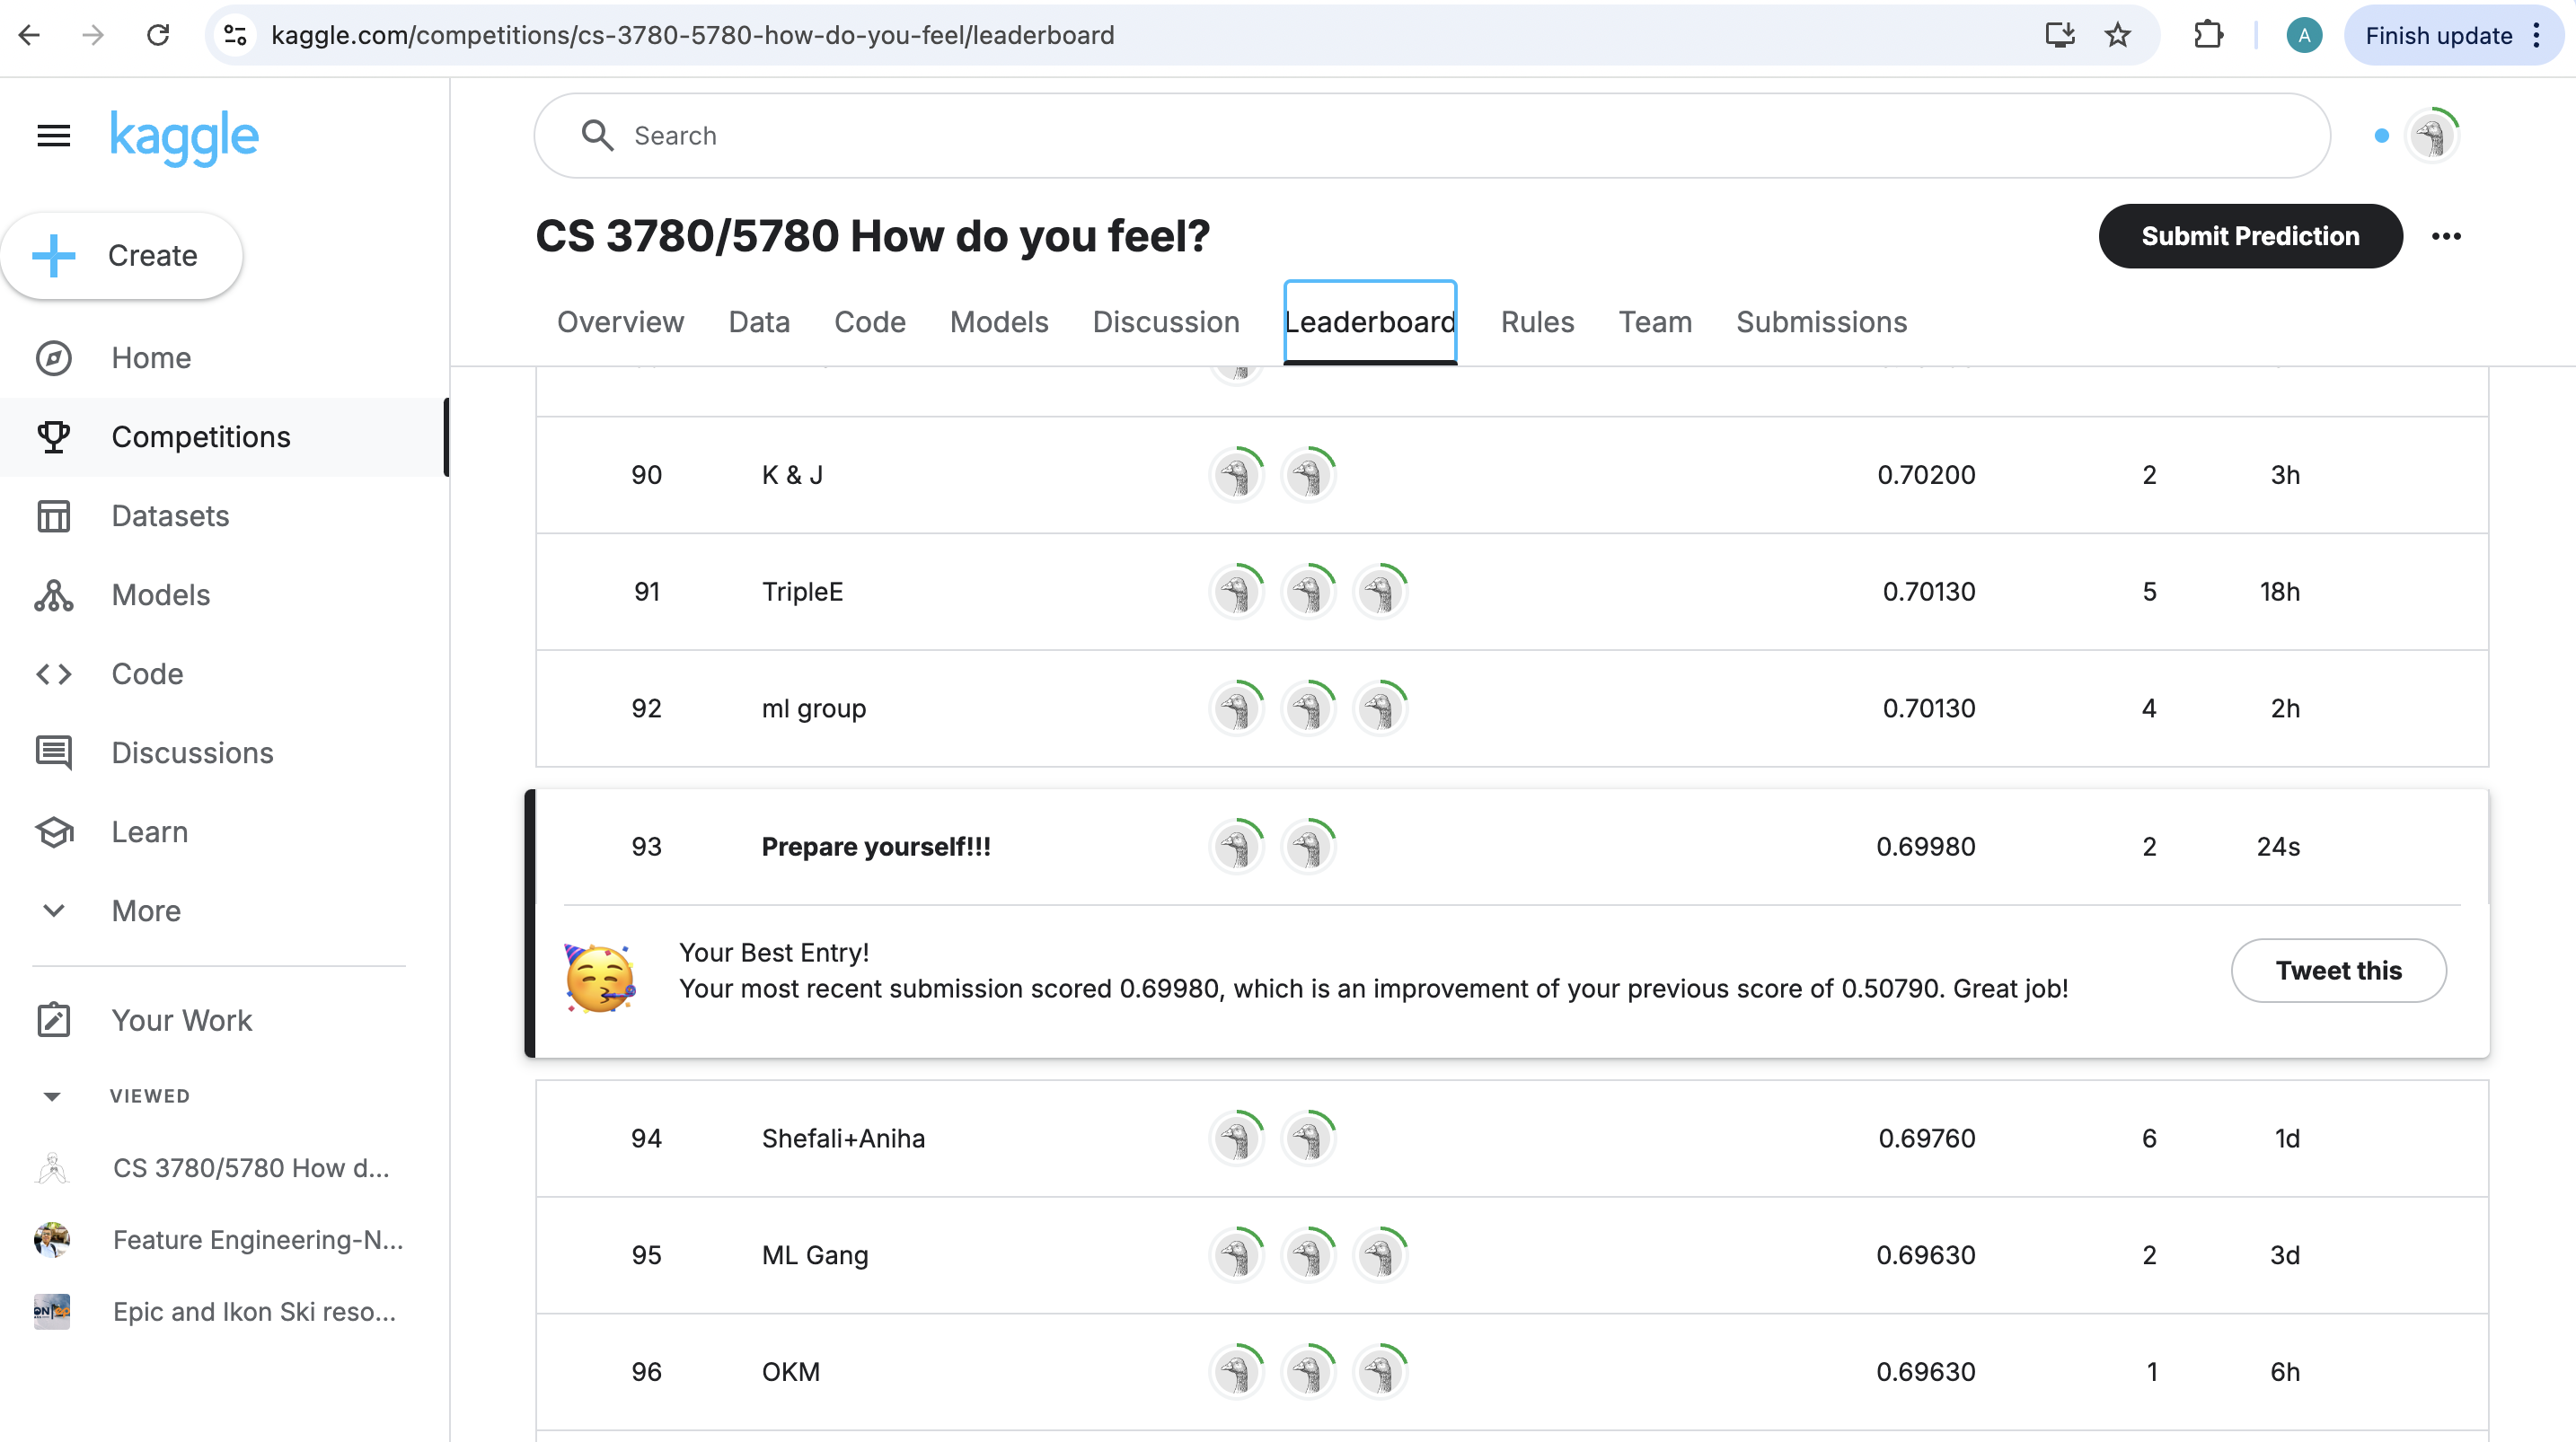 kaggle.com/competitions/cs-3780-5780-how-do-you-feel/leaderboard
A
Finish update
kaggle
Search
Create
CS 3780/5780 How do you feel?
Submit Prediction
Overview Data Code Models Discussion Leaderboard Rules Team Submissions
Home
Competitions
Datasets
Models
Code
Discussions
Learn
More
Your Work
VIEWED
CS 3780/5780 How d...
Feature Engineering-N...
Epic and Ikon Ski reso...
90 K & J 0.70200 2 3h
91 TripleE 0.70130 5 18h
92 ml group 0.70130 4 2h
93 Prepare yourself!!! 0.69980 2 24s
Your Best Entry!
Your most recent submission scored 0.69980, which is an improvement of your previous score of 0.50790. Great job!
Tweet this
94 Shefali+Aniha 0.69760 6 1d
95 ML Gang 0.69630 2 3d
96 OKM 0.69630 1 6h